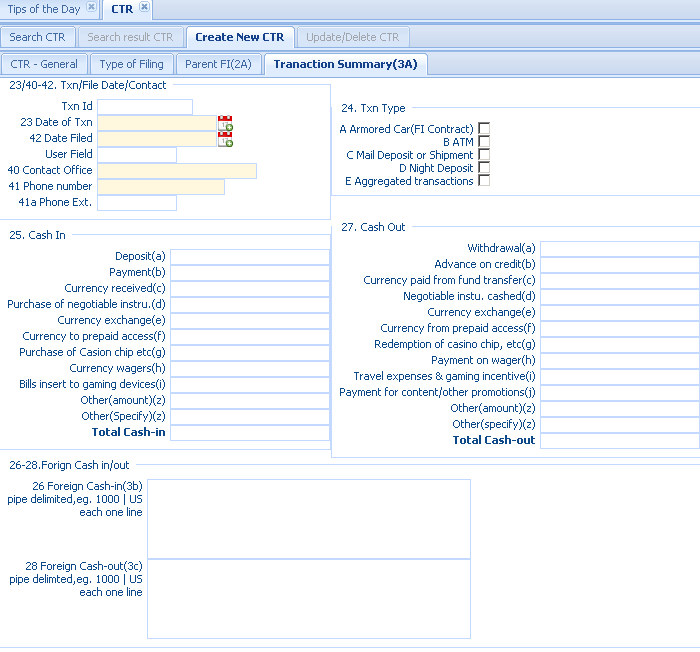 Tips of the Day
CTR
Search CTR
Search result CTR
Create New CTR
Update/Delete CTR
CTR - General
Type of Filing
Parent FI(2A)
Tranaction Summary(3A)
23/40-42. Txn/File Date/Contact
Txn Id
23 Date of Txn
42 Date Filed
User Field
40 Contact Office
41 Phone number
41a Phone Ext.
24. Txn Type
A Armored Car(FI Contract)
B ATM
C Mail Deposit or Shipment
D Night Deposit
E Aggregated transactions
25. Cash In
Deposit(a)
Payment(b)
Currency received(c)
Purchase of negotiable instru.(d)
Currency exchange(e)
Currency to prepaid access(f)
Purchase of Casion chip etc(g)
Currency wagers(h)
Bills insert to gaming devices(i)
Other(amount)(z)
Other(Specify)(z)
Total Cash-in
27. Cash Out
Withdrawal(a)
Advance on credit(b)
Currency paid from fund transfer(c)
Negotiable instu. cashed(d)
Currency exchange(e)
Currency from prepaid access(f)
Redemption of casino chip, etc(g)
Payment on wager(h)
Travel expenses & gaming incentive(i)
Payment for content/other promotions(j)
Other(amount)(z)
Other(specify)(z)
Total Cash-out
26-28.Forign Cash in/out
26 Foreign Cash-in(3b)
pipe delimited,eg. 1000 | US
each one line
28 Foreign Cash-out(3c)
pipe delimted,eg. 1000 | US
each one line